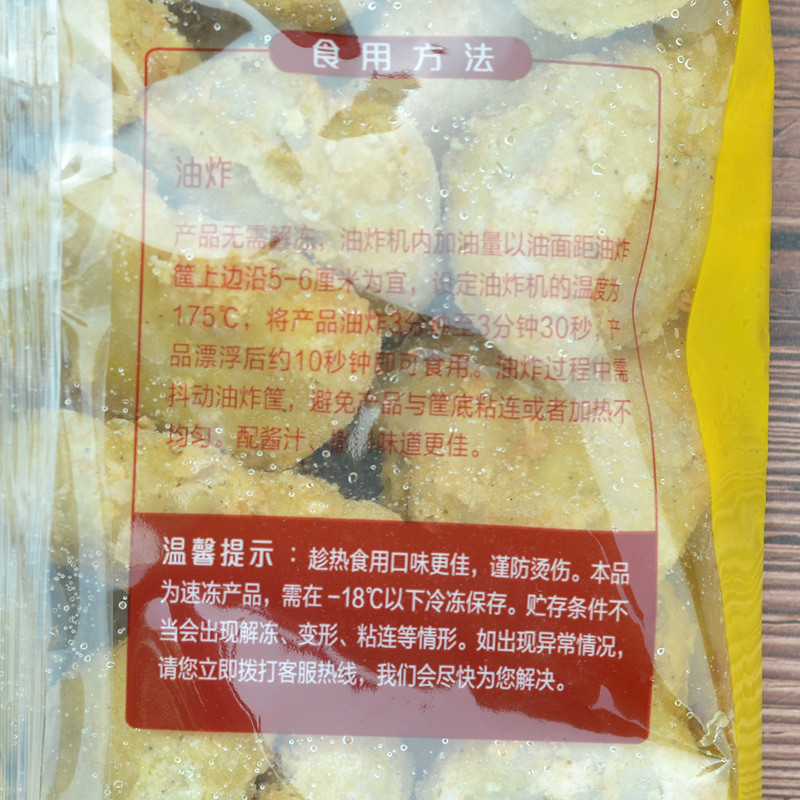 食用方法
油炸
产品无需解冻，油炸机内加油量以油面距油炸
筐上边沿5-6厘米为宜，设定油炸机的温度为
175℃，将产品油炸3分钟至3分钟30秒，产
品漂浮后约10秒钟即可食用。油炸过程中需
抖动油炸筐，避免产品与筐底粘连或者加热不
均匀。配酱汁、味道更佳。
温馨提示：趁热食用口味更佳，谨防烫伤。本品
为速冻产品，需在-18℃以下冷冻保存。贮存条件不
当会出现解冻、变形、粘连等情形。如出现异常情况，
请您立即拨打客服热线，我们会尽快为您解决。